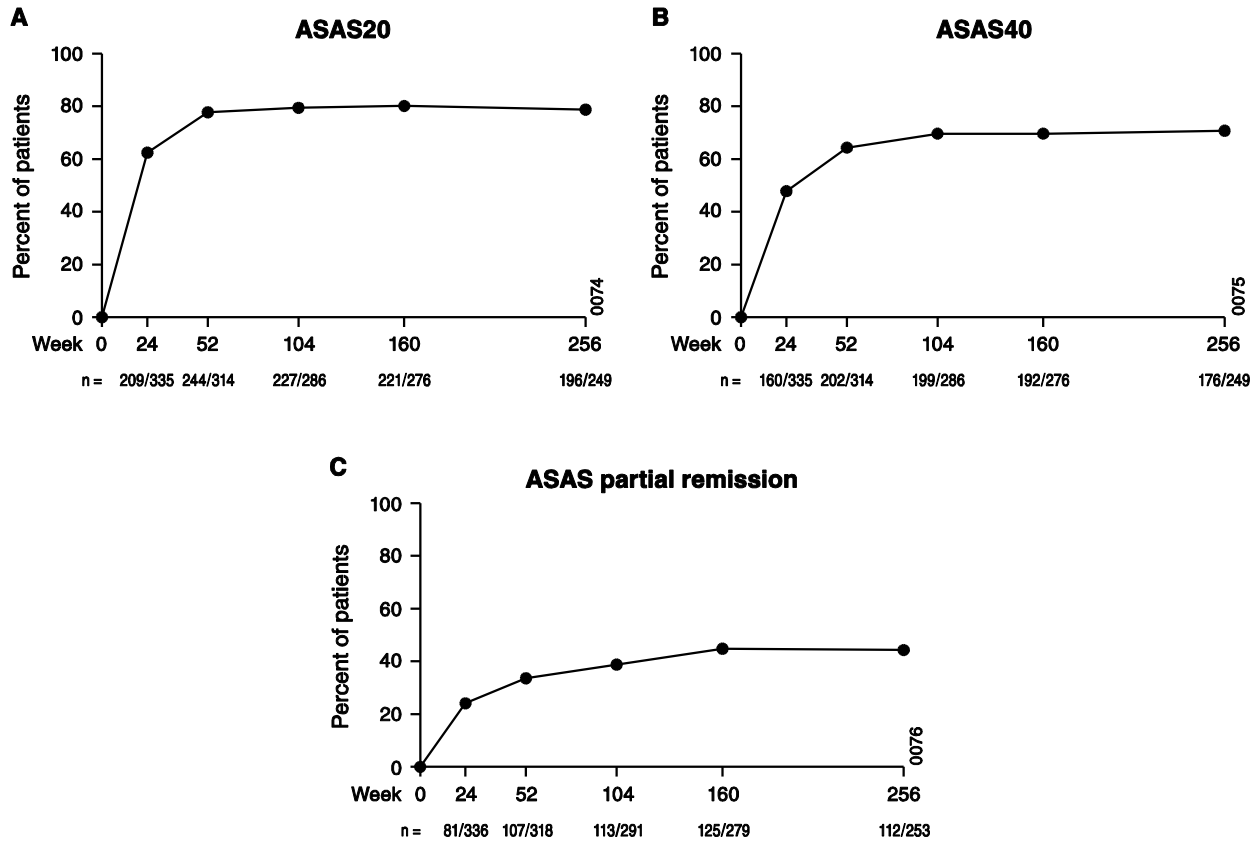 A
ASAS20
Percent of patients
100
80
60
40
20
0
0074
Week 0 24 52 104 160 256
n = 209/335 244/314 227/286 221/276 196/249
B
ASAS40
Percent of patients
100
80
60
40
20
0
0075
Week 0 24 52 104 160 256
n = 160/335 202/314 199/286 192/276 176/249
C
ASAS partial remission
Percent of patients
100
80
60
40
20
0
0076
Week 0 24 52 104 160 256
n = 81/336 107/318 113/291 125/279 112/253